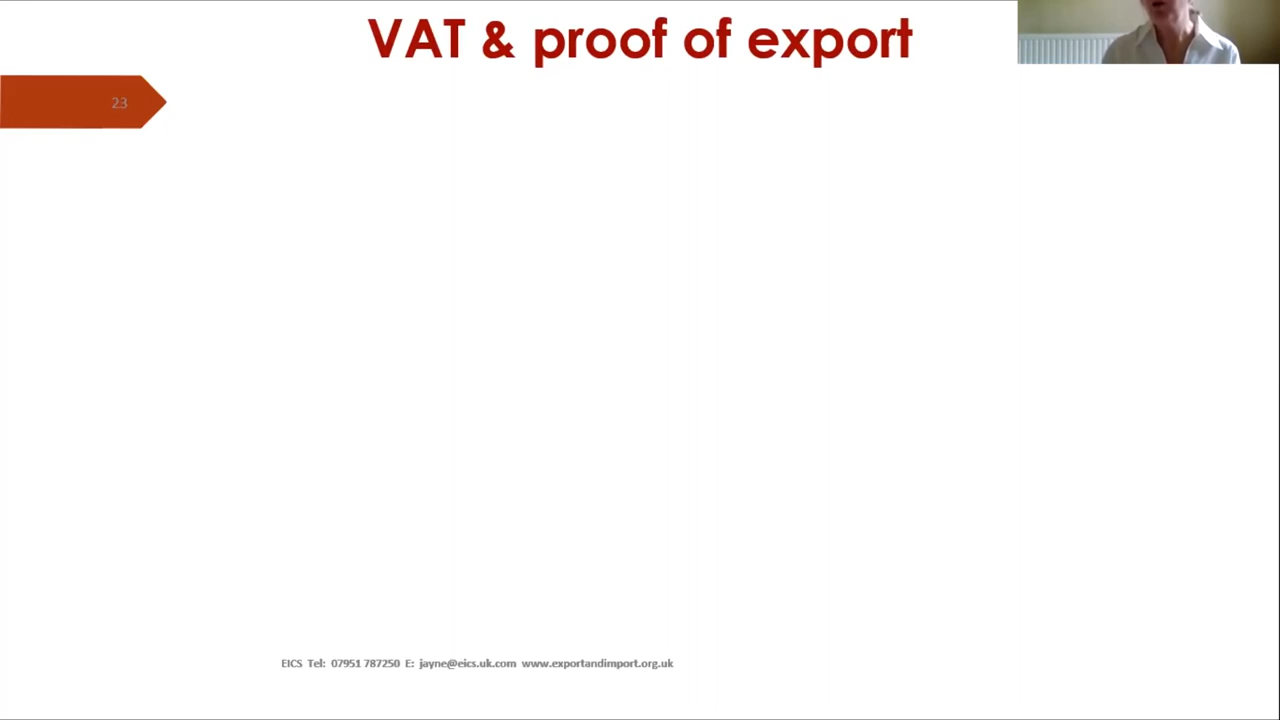 VAT & proof of export
23
EICS Tel: 07951 787250 E: jayne@eics.uk.com www.exportandimport.org.uk